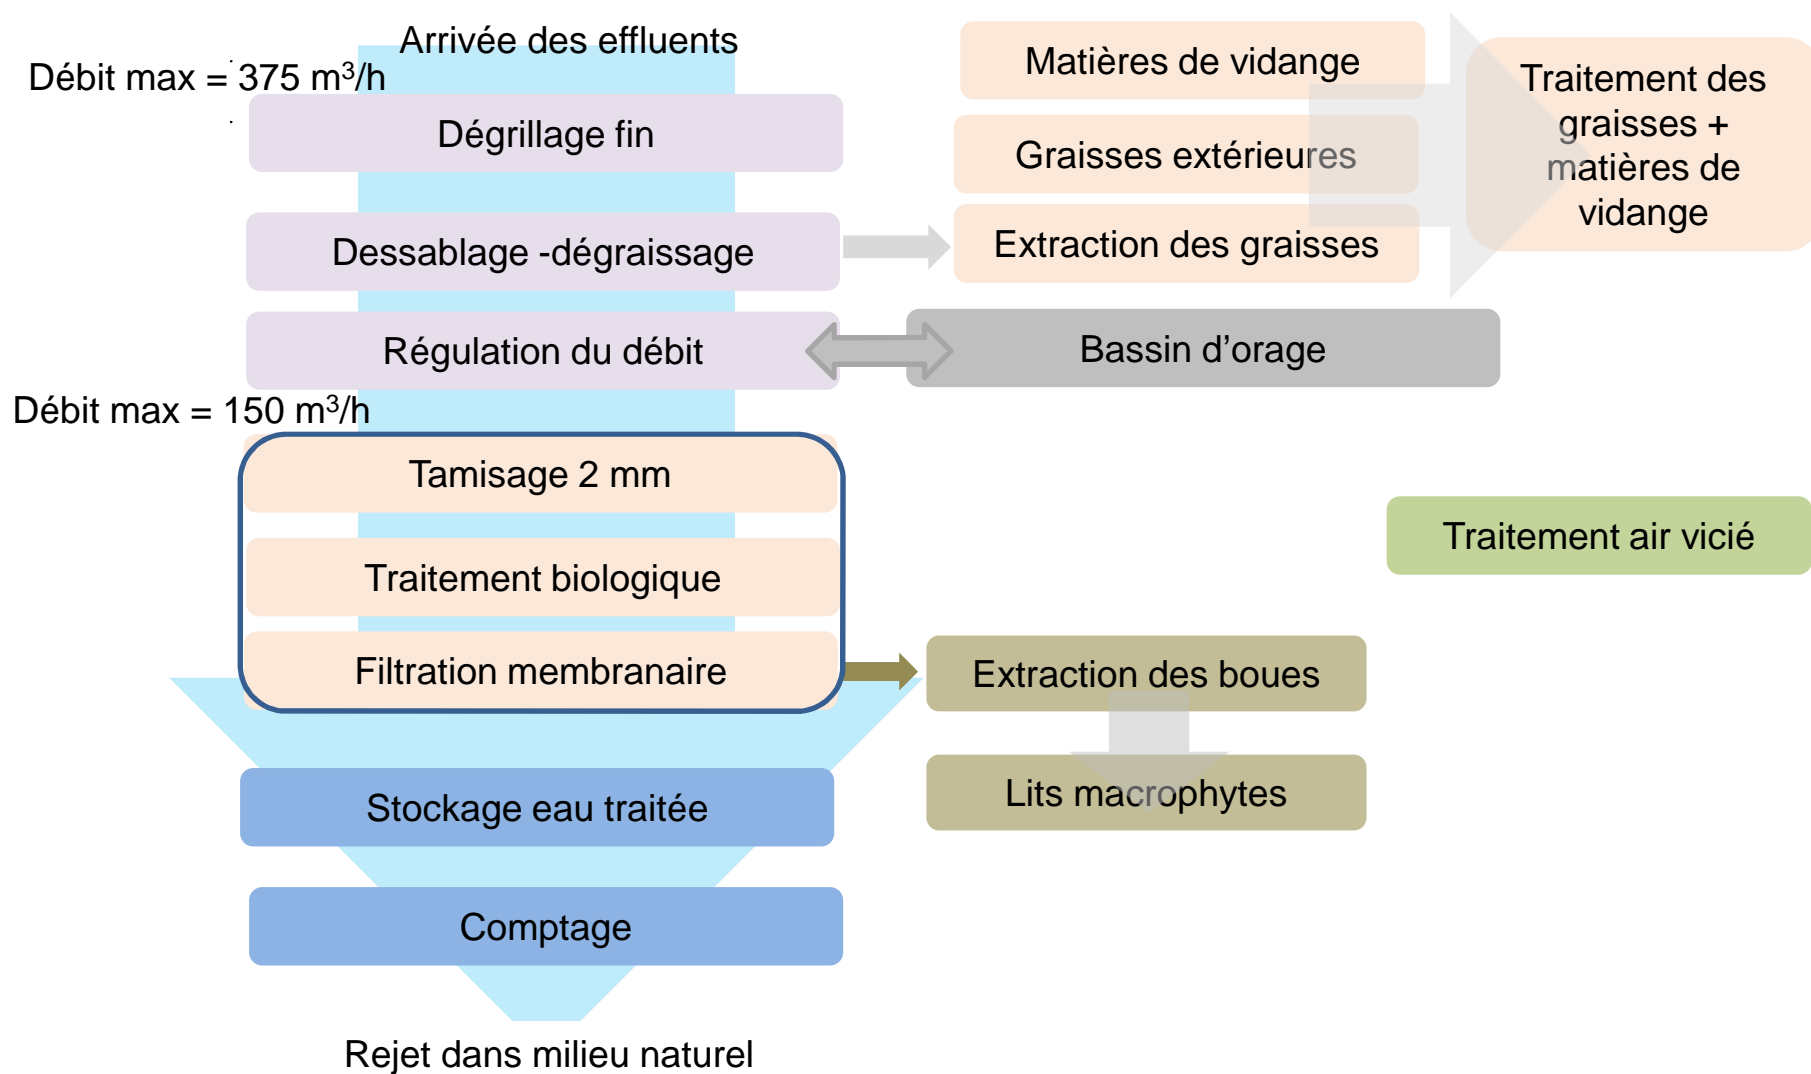 Arrivée des effluents
Débit max = 375 m³/h
Dégrillage fin
Dessablage -dégraissage
Régulation du débit
Débit max = 150 m³/h
Tamisage 2 mm
Traitement biologique
Filtration membranaire
Stockage eau traitée
Comptage
Rejet dans milieu naturel
Matières de vidange
Graisses extérieures
Extraction des graisses
Traitement des
graisses +
matières de
vidange
Bassin d’orage
Traitement air vicié
Extraction des boues
Lits macrophytes